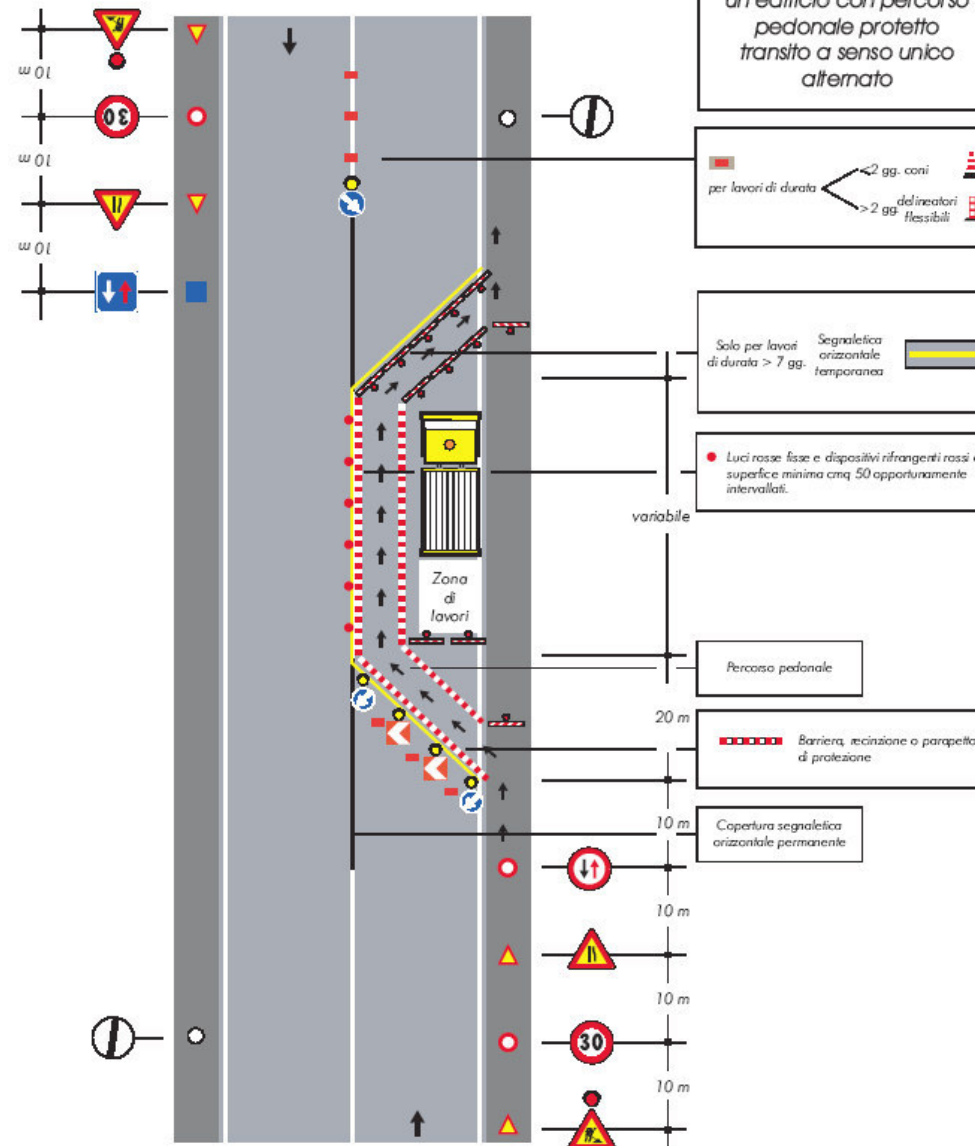 un'edificio con percorso
pedonale protetto
transito a senso unico
alternato
10 m
30
10 m
10 m
per lavori di durata
<2 gg. coni
>2 gg. delineatori
flessibili
Solo per lavori
di durata > 7 gg.
Segnaletica
orizzontale
temporanea
Luci rosse fisse e dispositivi rifrangenti rossi
superfice minima cmq 50 opportunamente
intervallati.
variabile
Zona
di
lavori
Percorso pedonale
20 m
Barriera, recinzione o parapetto
di protezione
10 m
Copertura segnaletica
orizzontale permanente
10 m
10 m
30
10 m